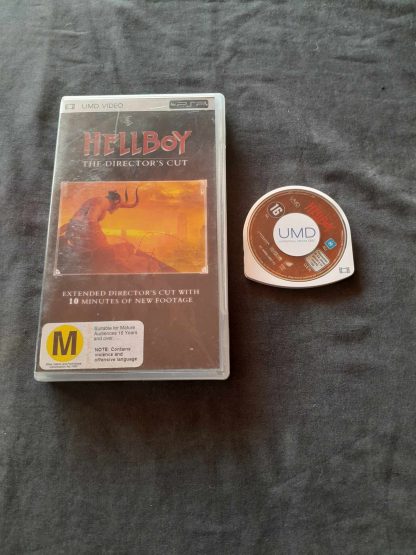 UMD VIDEO
PSP
HELLBOY
THE DIRECTOR'S CUT
EXTENDED DIRECTOR'S CUT WITH
10 MINUTES OF NEW FOOTAGE
M
Suitable for Mature
Audiences 16 Years
and over.
NOTE: Contains
violence and
offensive language
16
UMD